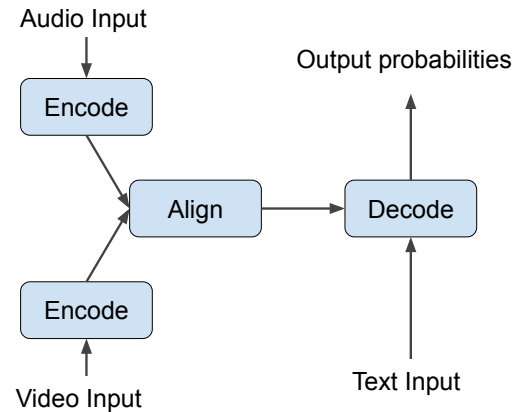 Audio Input
Output probabilities
Encode
Align
Decode
Encode
Text Input
Video Input